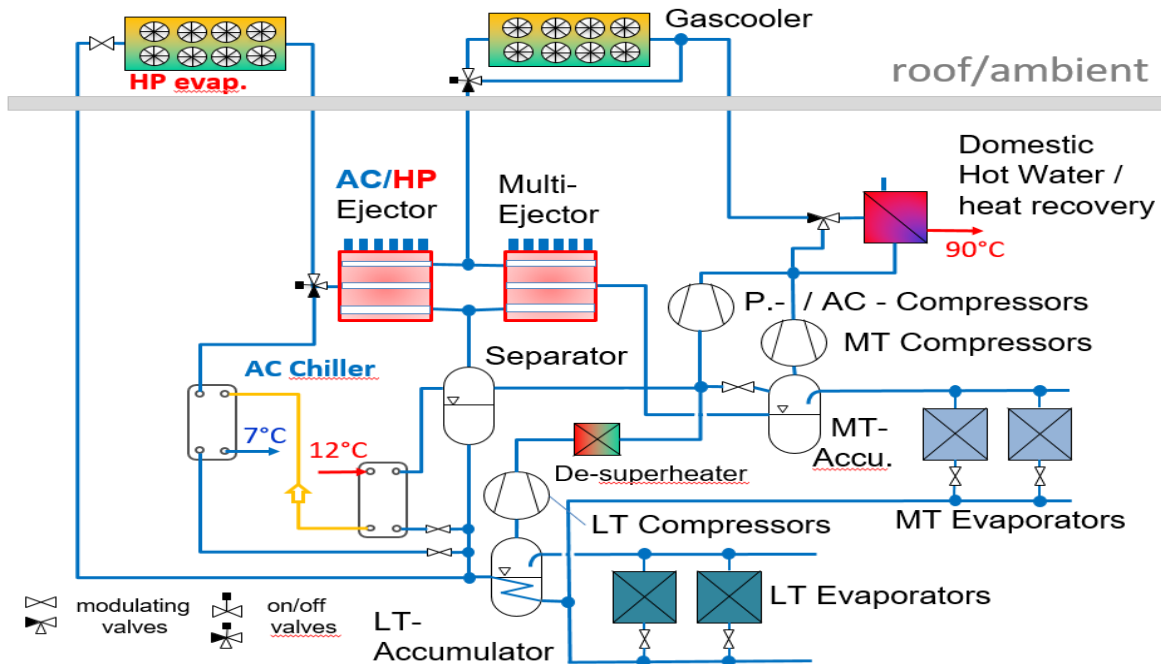 Gascooler
roof/ambient
HP evap.
Domestic
Hot Water /
heat recovery
90°C
AC/HP
Ejector
Multi-
Ejector
P.- / AC - Compressors
MT Compressors
Separator
AC Chiller
7°C
12°C
MT-
Accu.
De-superheater
LT Compressors
MT Evaporators
LT Evaporators
LT-
Accumulator
modulating
valves
on/off
valves